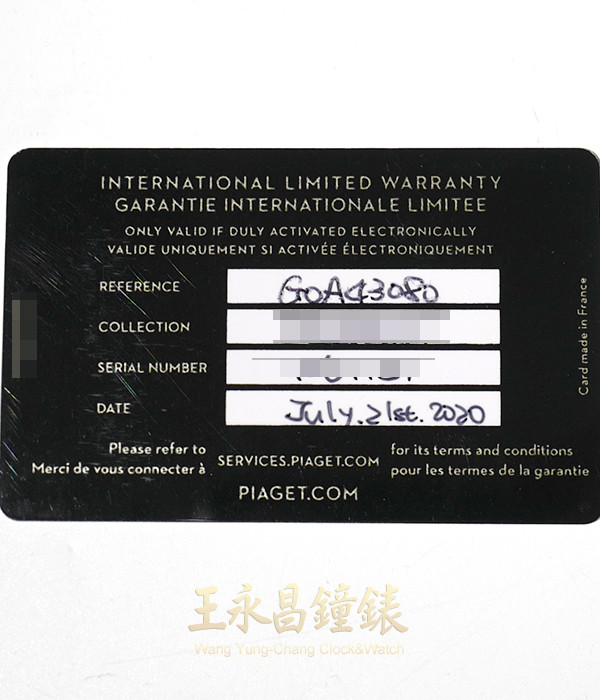 INTERNATIONAL LIMITED WARRANTY
GARANTIE INTERNATIONALE LIMITEE
ONLY VALID IF DULY ACTIVATED ELECTRONICALLY
VALIDE UNIQUEMENT SI ACTIVÉE ÉLECTRONIQUEMENT
REFERENCE G0A43080
COLLECTION
SERIAL NUMBER
DATE July.21st.2020
Please refer to
Merci de vous connecter à
SERVICES.PIAGET.COM
for its terms and conditions
pour les termes de la garantie
PIAGET.COM
Card made in France
王永昌鐘錶
Wang Yung-Chang Clock&Watch